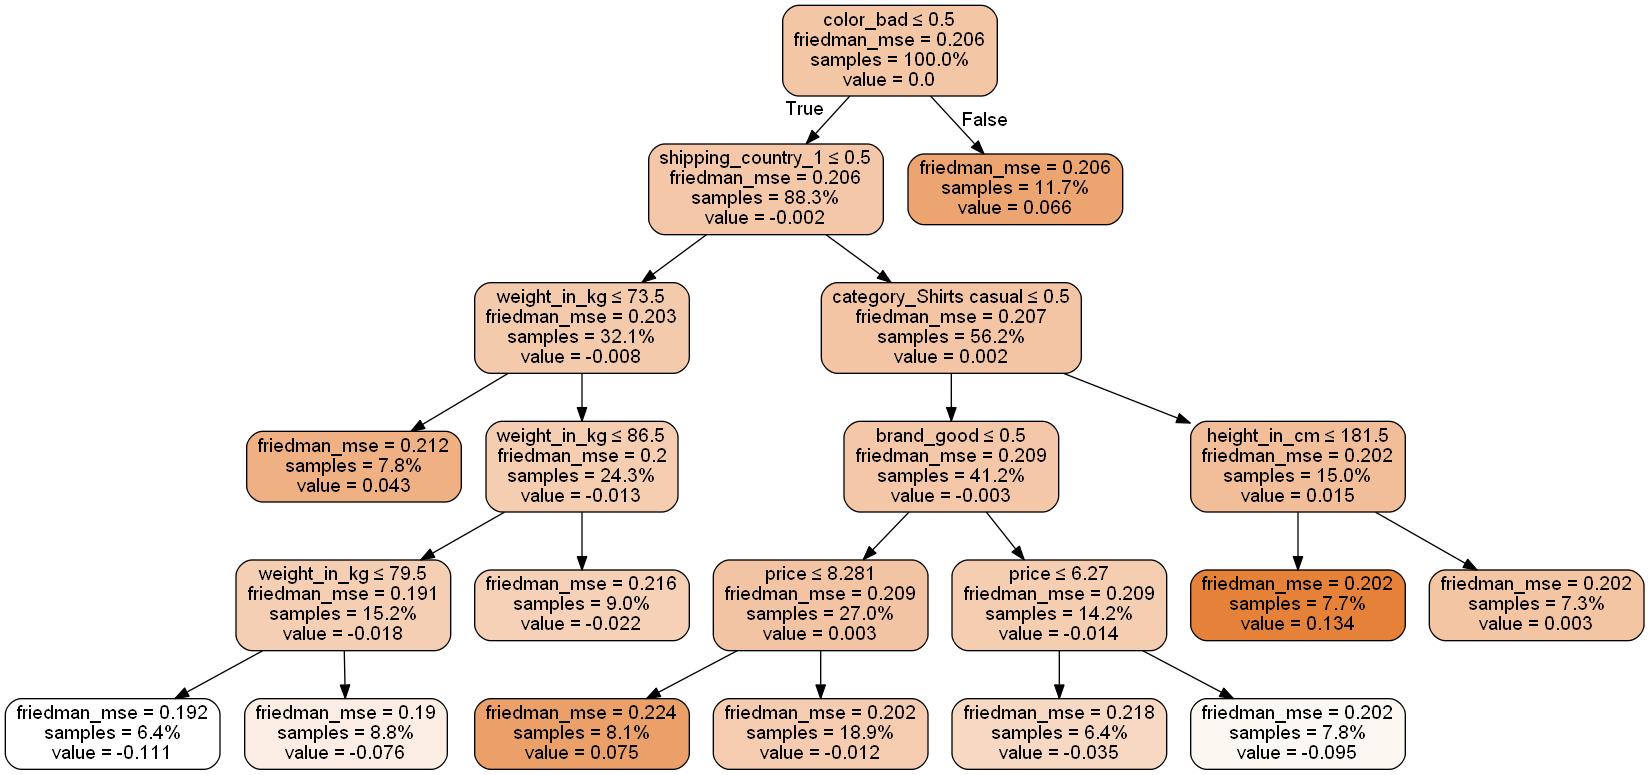 color_bad ≤ 0.5
friedman_mse = 0.206
samples = 100.0%
value = 0.0
True
False
shipping_country_1 ≤ 0.5
friedman_mse = 0.206
samples = 88.3%
value = -0.002
friedman_mse = 0.206
samples = 11.7%
value = 0.066
weight_in_kg ≤ 73.5
friedman_mse = 0.203
samples = 32.1%
value = -0.008
category_Shirts casual ≤ 0.5
friedman_mse = 0.207
samples = 56.2%
value = 0.002
friedman_mse = 0.212
samples = 7.8%
value = 0.043
weight_in_kg ≤ 86.5
friedman_mse = 0.2
samples = 24.3%
value = -0.013
brand_good ≤ 0.5
friedman_mse = 0.209
samples = 41.2%
value = -0.003
height_in_cm ≤ 181.5
friedman_mse = 0.202
samples = 15.0%
value = 0.015
weight_in_kg ≤ 79.5
friedman_mse = 0.191
samples = 15.2%
value = -0.018
friedman_mse = 0.216
samples = 9.0%
value = -0.022
price ≤ 8.281
friedman_mse = 0.209
samples = 27.0%
value = 0.003
price ≤ 6.27
friedman_mse = 0.209
samples = 14.2%
value = -0.014
friedman_mse = 0.202
samples = 7.7%
value = 0.134
friedman_mse = 0.202
samples = 7.3%
value = 0.003
friedman_mse = 0.192
samples = 6.4%
value = -0.111
friedman_mse = 0.19
samples = 8.8%
value = -0.076
friedman_mse = 0.224
samples = 8.1%
value = 0.075
friedman_mse = 0.202
samples = 18.9%
value = -0.012
friedman_mse = 0.218
samples = 6.4%
value = -0.035
friedman_mse = 0.202
samples = 7.8%
value = -0.095